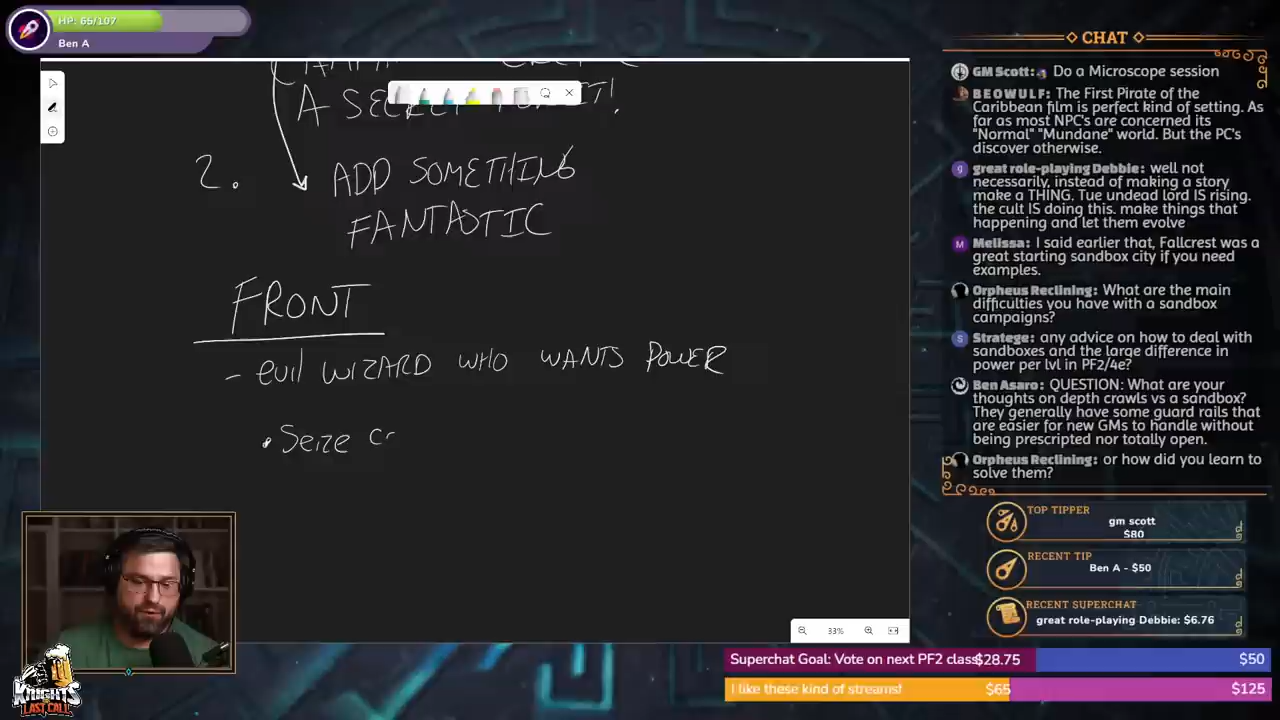 HP: 65/107
Ben A
A SECRET
2. ADD SOMETHING
FANTASTIC
FRONT
- EVIL WIZARD WHO WANTS POWER
• Seize
33%
KNIGHTS
OF
LAST CALL
CHAT
GM Scott: Do a Microscope session
BEOWULF: The First Pirate of the
Caribbean film is perfect kind of setting. As
far as most NPC's are concerned its
"Normal" "Mundane" world. But the PC's
discover otherwise.
great role-playing Debbie: well not
necessarily, instead of making a story
make a THING. Tue undead lord IS rising.
the cult IS doing this. make things that
happening and let them evolve
Melissa: I said earlier that, Fallcrest was a
great starting sandbox city if you need
examples.
Orpheus Reclining: What are the main
difficulties you have with a sandbox
campaigns?
Stratege: any advice on how to deal with
sandboxes and the large difference in
power per lvl in PF2/4e?
Ben Asaro: QUESTION: What are your
thoughts on depth crawls vs a sandbox?
They generally have some guard rails that
are easier for new GMs to handle without
being prescripted nor totally open.
Orpheus Reclining: or how did you learn to
solve them?
TOP TIPPER
gm scott
$80
RECENT TIP
Ben A - $50
RECENT SUPERCHAT
great role-playing Debbie: $6.76
Superchat Goal: Vote on next PF2 class $28.75 $50
I like these kind of streams! $65 $125